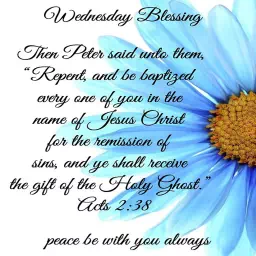 Wednesday Blessing
Then Peter said unto them,
“Repent, and be baptized
every one of you in the
name of Jesus Christ
for the remission of
sins, and ye shall receive
the gift of the Holy Ghost.”
Acts 2:38
peace be with you always